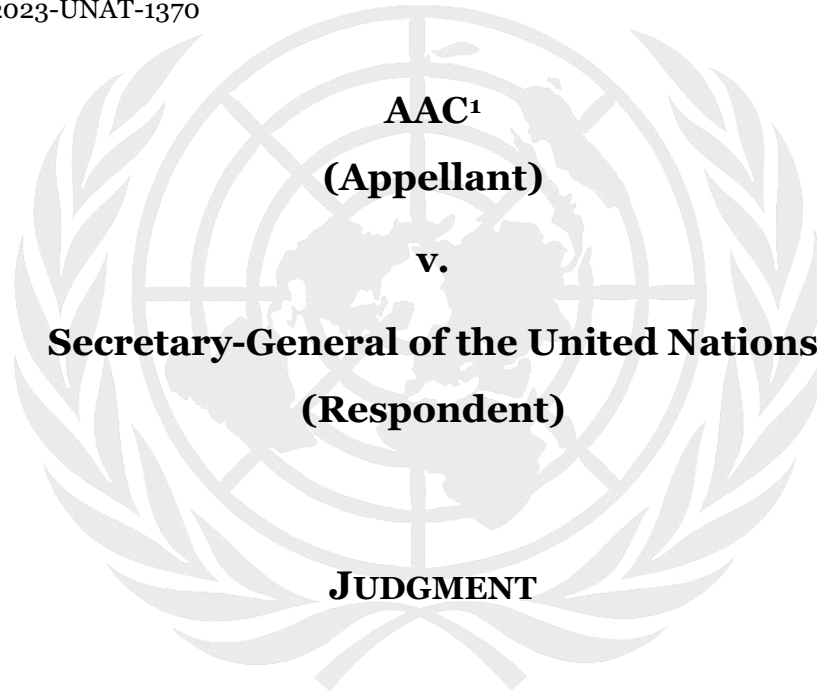 2023-UNAT-1370
AAC¹
(Appellant)
v.
Secretary-General of the United Nations
(Respondent)
JUDGMENT